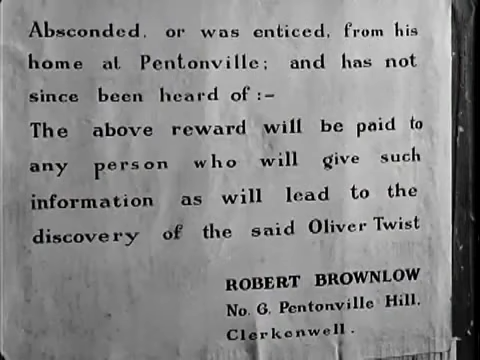 Absconded, or was enticed, from his
home at Pentonville; and has not
since been heard of :-
The above reward will be paid to
any person who will give such
information as will lead to the
discovery of the said Oliver Twist
ROBERT BROWNLOW
No. 6. Pentonville Hill.
Clerkenwell.